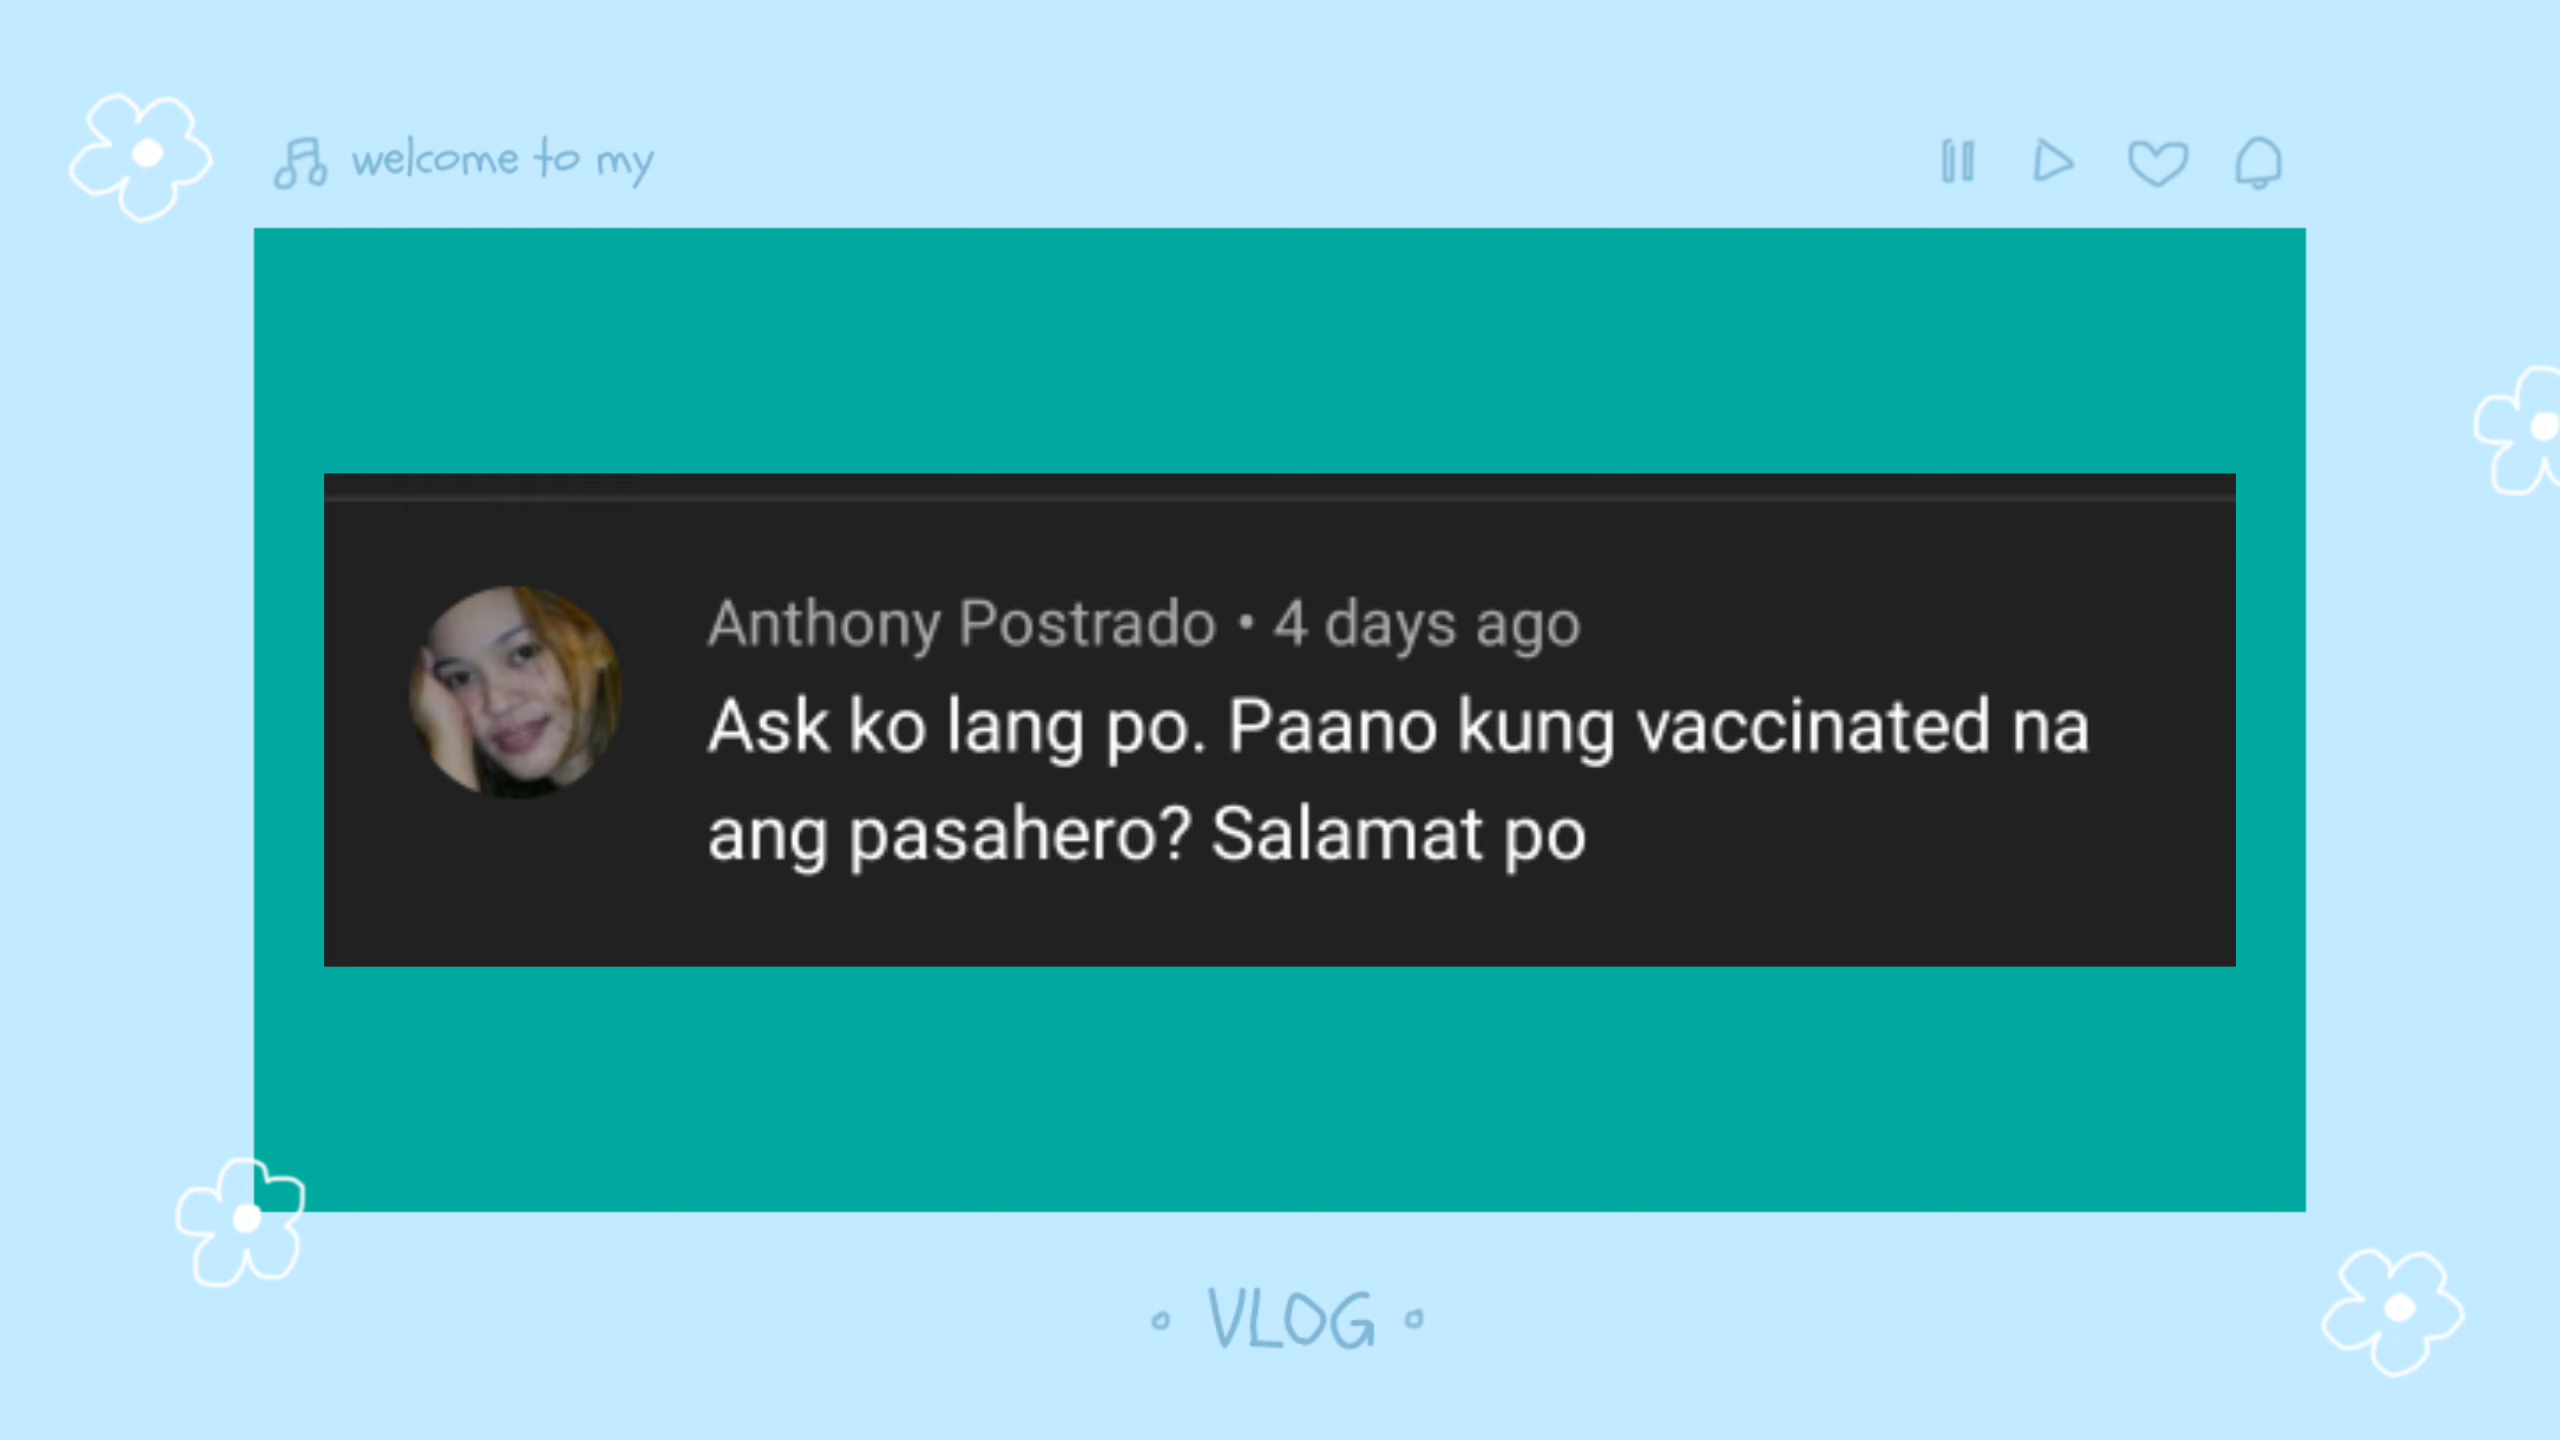 welcome to my
Anthony Postrado • 4 days ago
Ask ko lang po. Paano kung vaccinated na
ang pasahero? Salamat po
• VLOG •